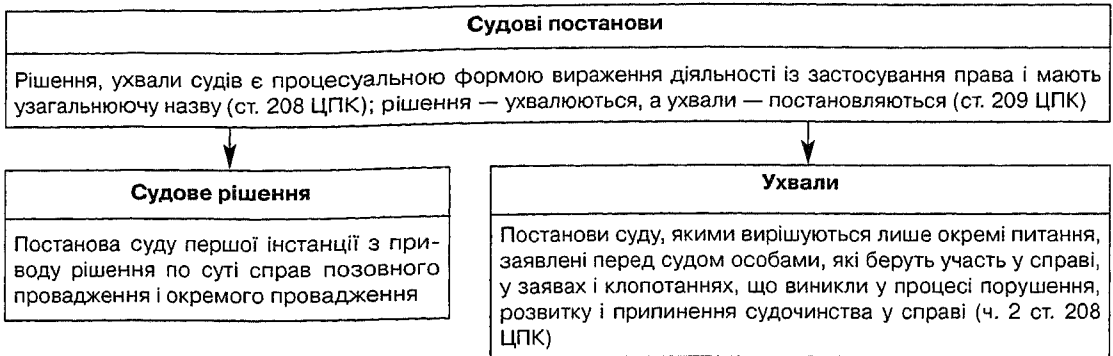 Судові постанови
Рішення, ухвали судів є процесуальною формою вираження діяльності із застосування права і мають
узагальнюючу назву (ст. 208 ЦПК); рішення — ухвалюються, а ухвали — постановляються (ст. 209 ЦПК)
Судове рішення
Постанова суду першої інстанції з при-
воду рішення по суті справ позовного
провадження і окремого провадження
Ухвали
Постанови суду, якими вирішуються лише окремі питання,
заявлені перед судом особами, які беруть участь у справі,
у заявах і клопотаннях, що виникли у процесі порушення,
розвитку і припинення судочинства у справі (ч. 2 ст. 208
ЦПК)